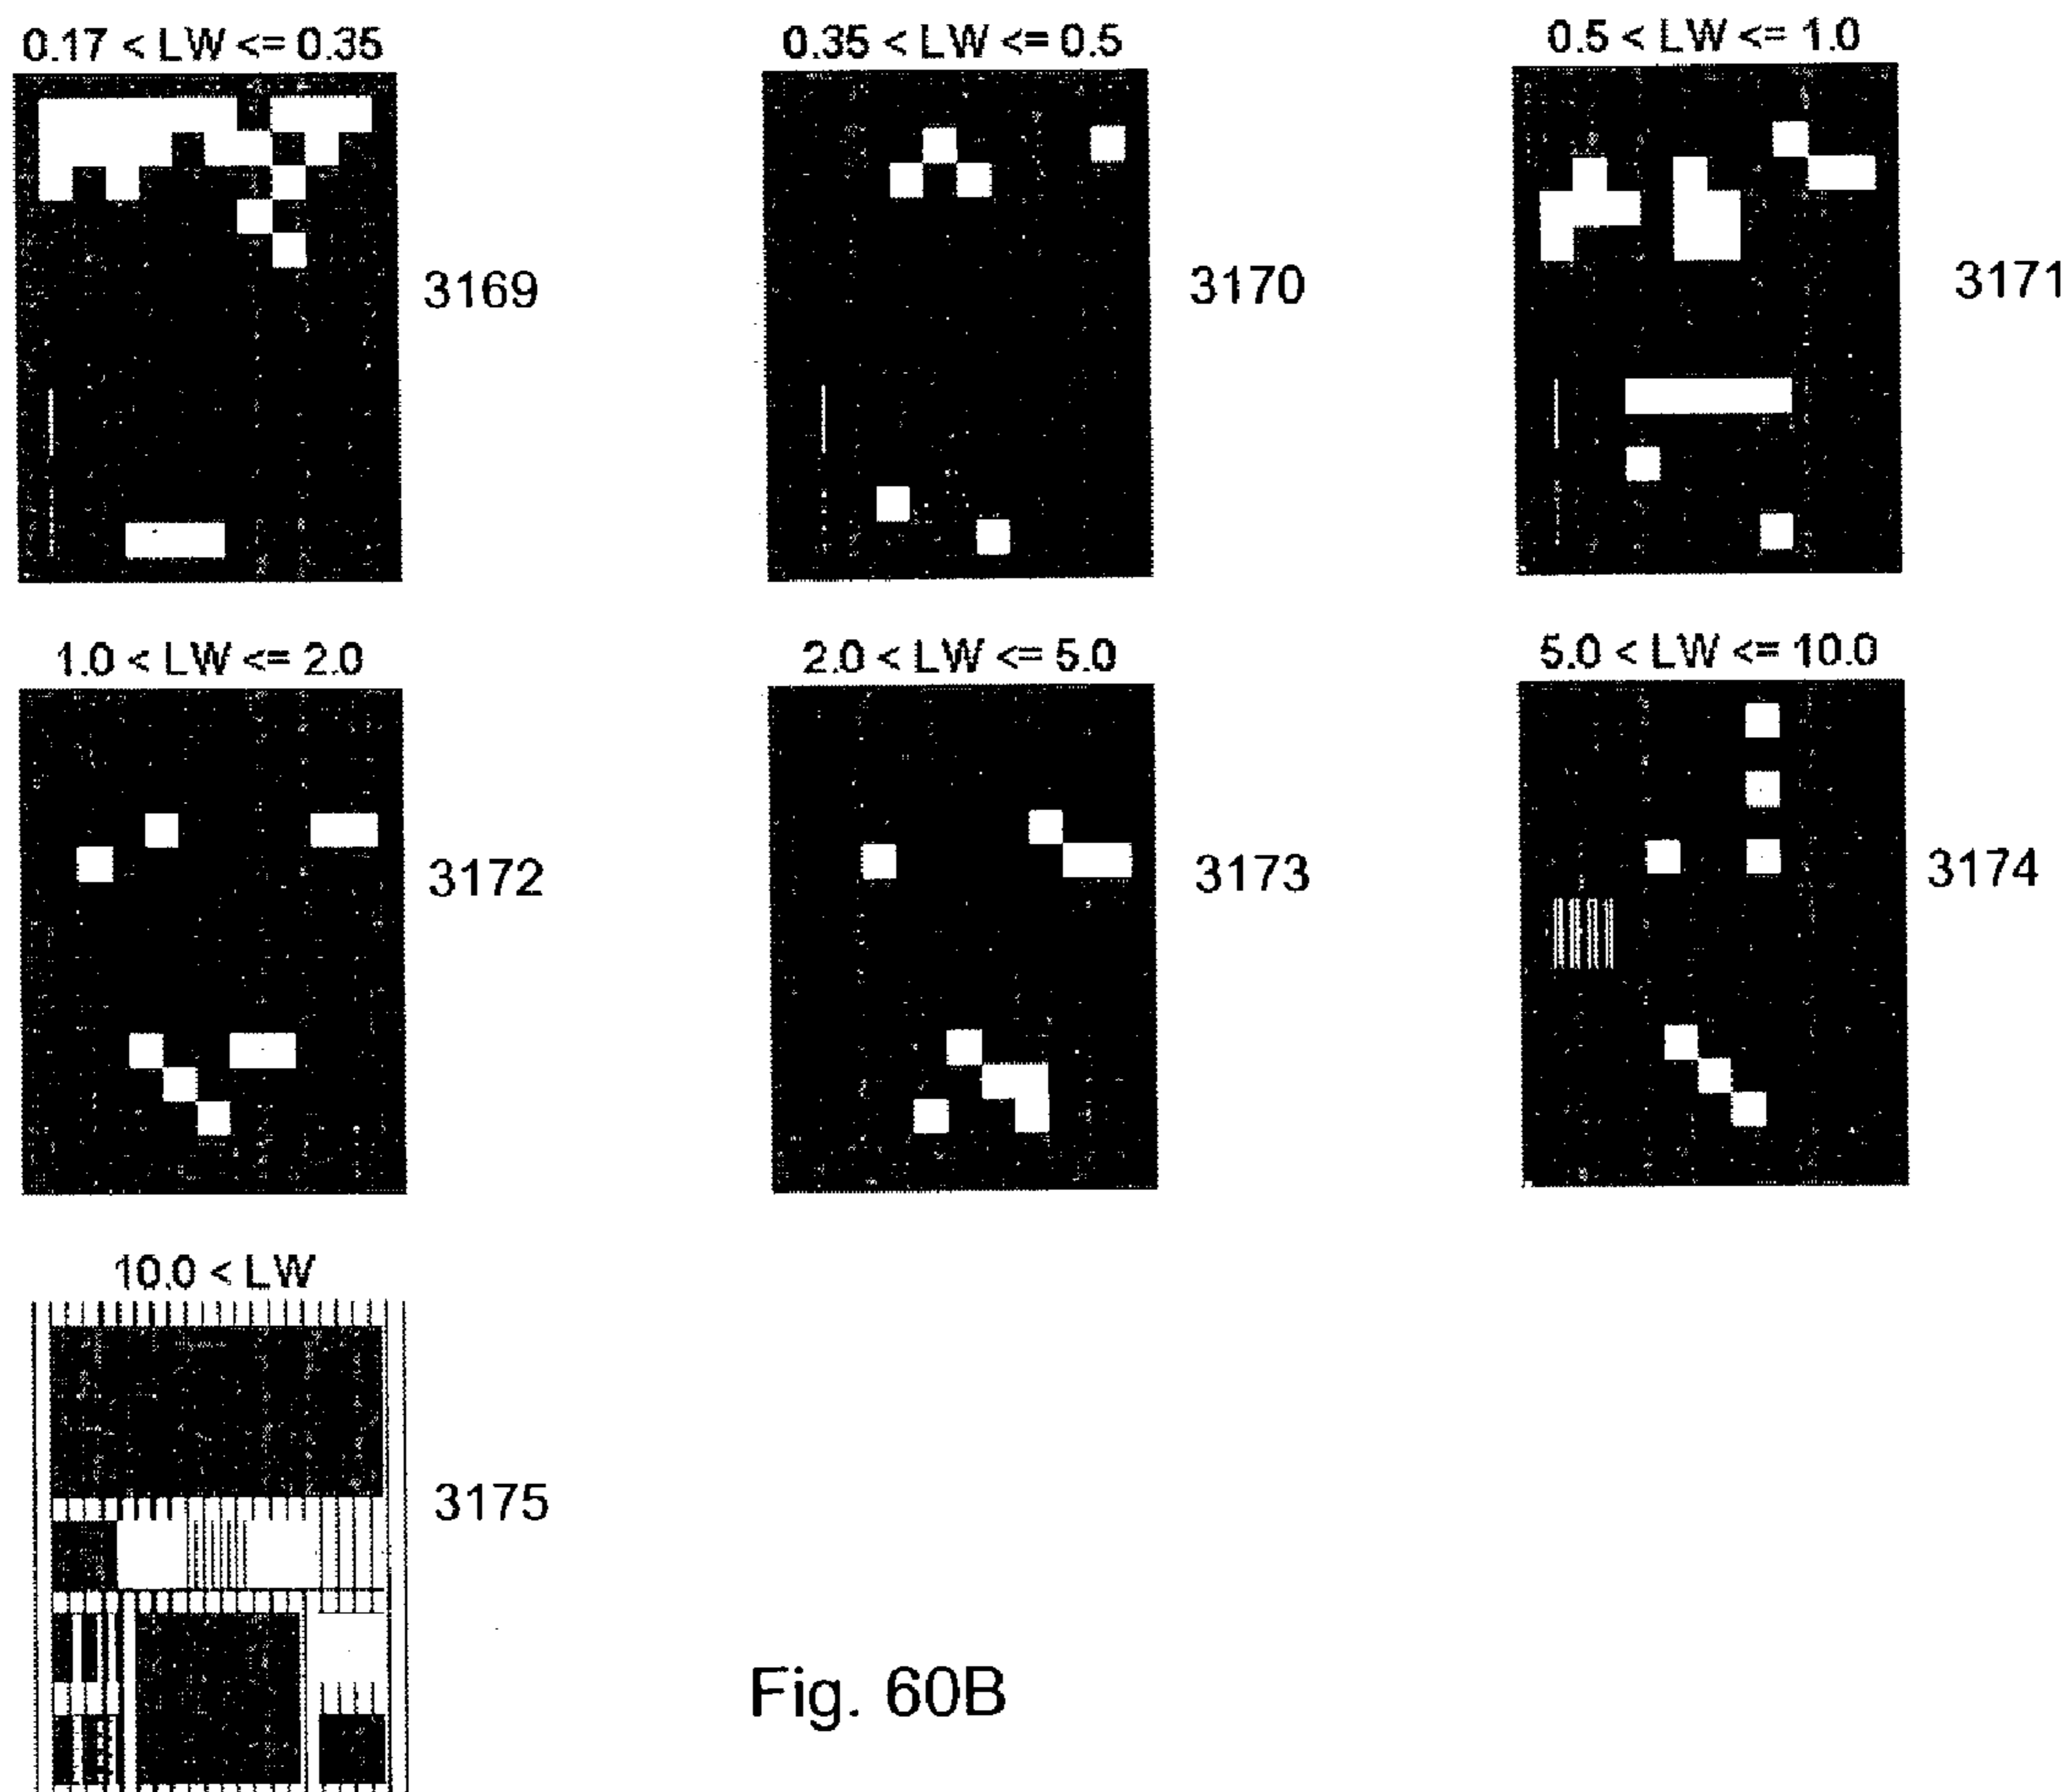 0.17 < LW <= 0.35
0.35 < LW <= 0.5
0.5 < LW <= 1.0
3169
3170
3171
1.0 < LW <= 2.0
2.0 < LW <= 5.0
5.0 < LW <= 10.0
3172
3173
3174
10.0 < LW
3175
Fig. 60B